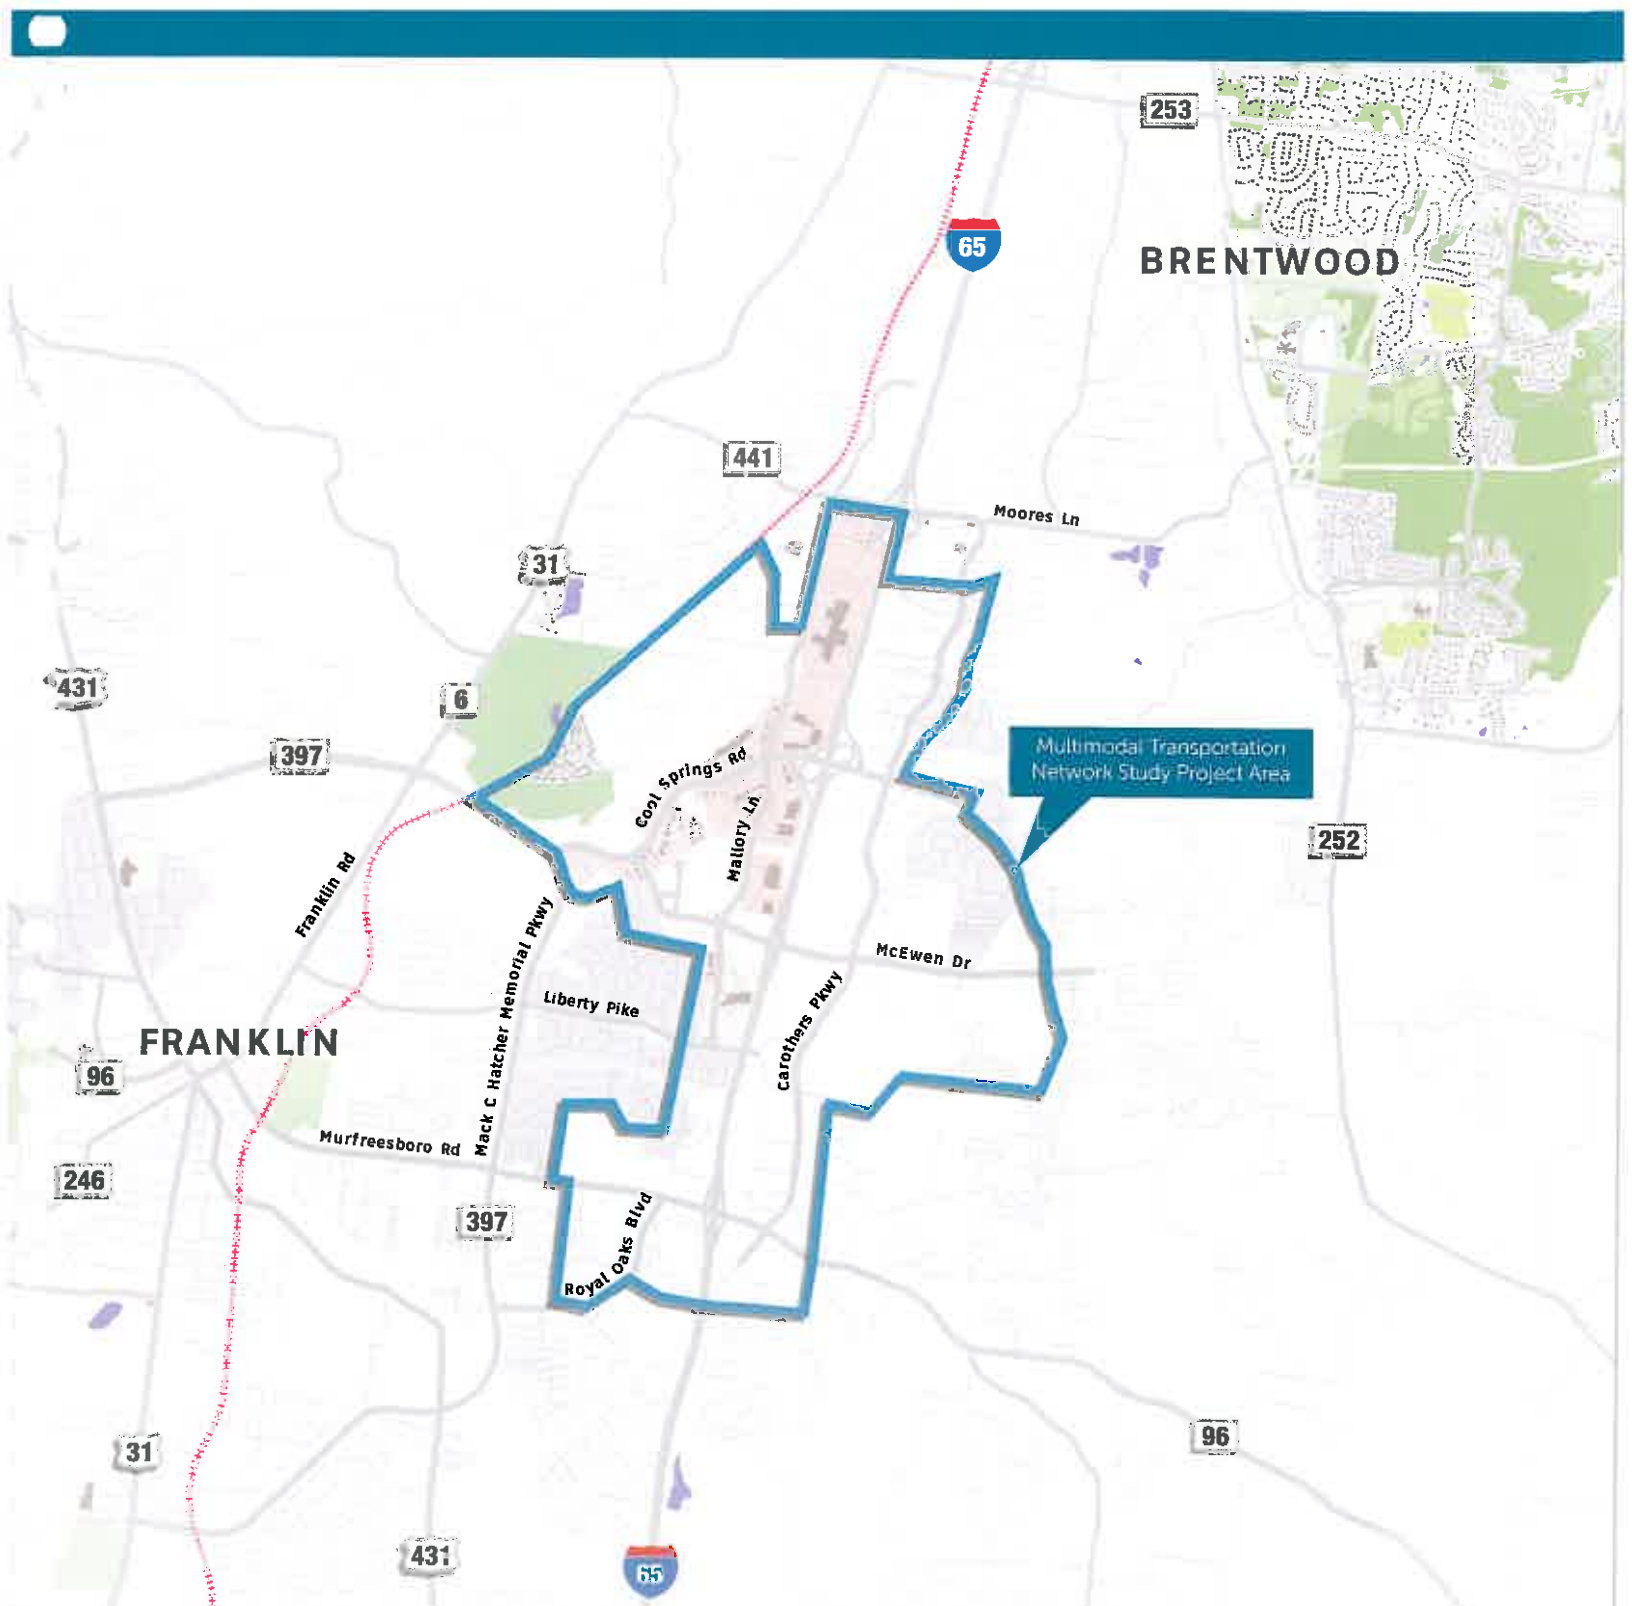 253
65
BRENTWOOD
441
Moores Ln
31
431
6
397
Cool Springs Rd
Mallory Ln
Multimodal Transportation
Network Study Project Area
252
Franklin Rd
Mack C Hatcher Memorial Pkwy
McEwen Dr
Liberty Pike
Carothers Pkwy
FRANKLIN
96
Murfreesboro Rd
246
397
Royal Oaks Blvd
31
96
431
65